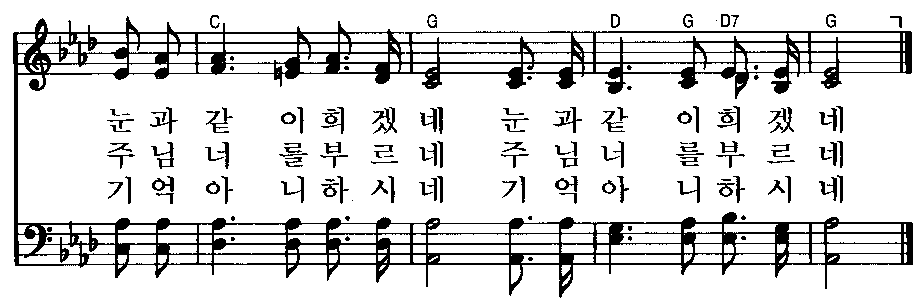 C G D G D7 G ㄱ
눈 과 같 이 희 겠 네 눈 과 같 이 희 겠 네
주 님 너 를 부 르 네 주 님 너 를 부 르 네
기 억 아 니 하 시 네 기 억 아 니 하 시 네